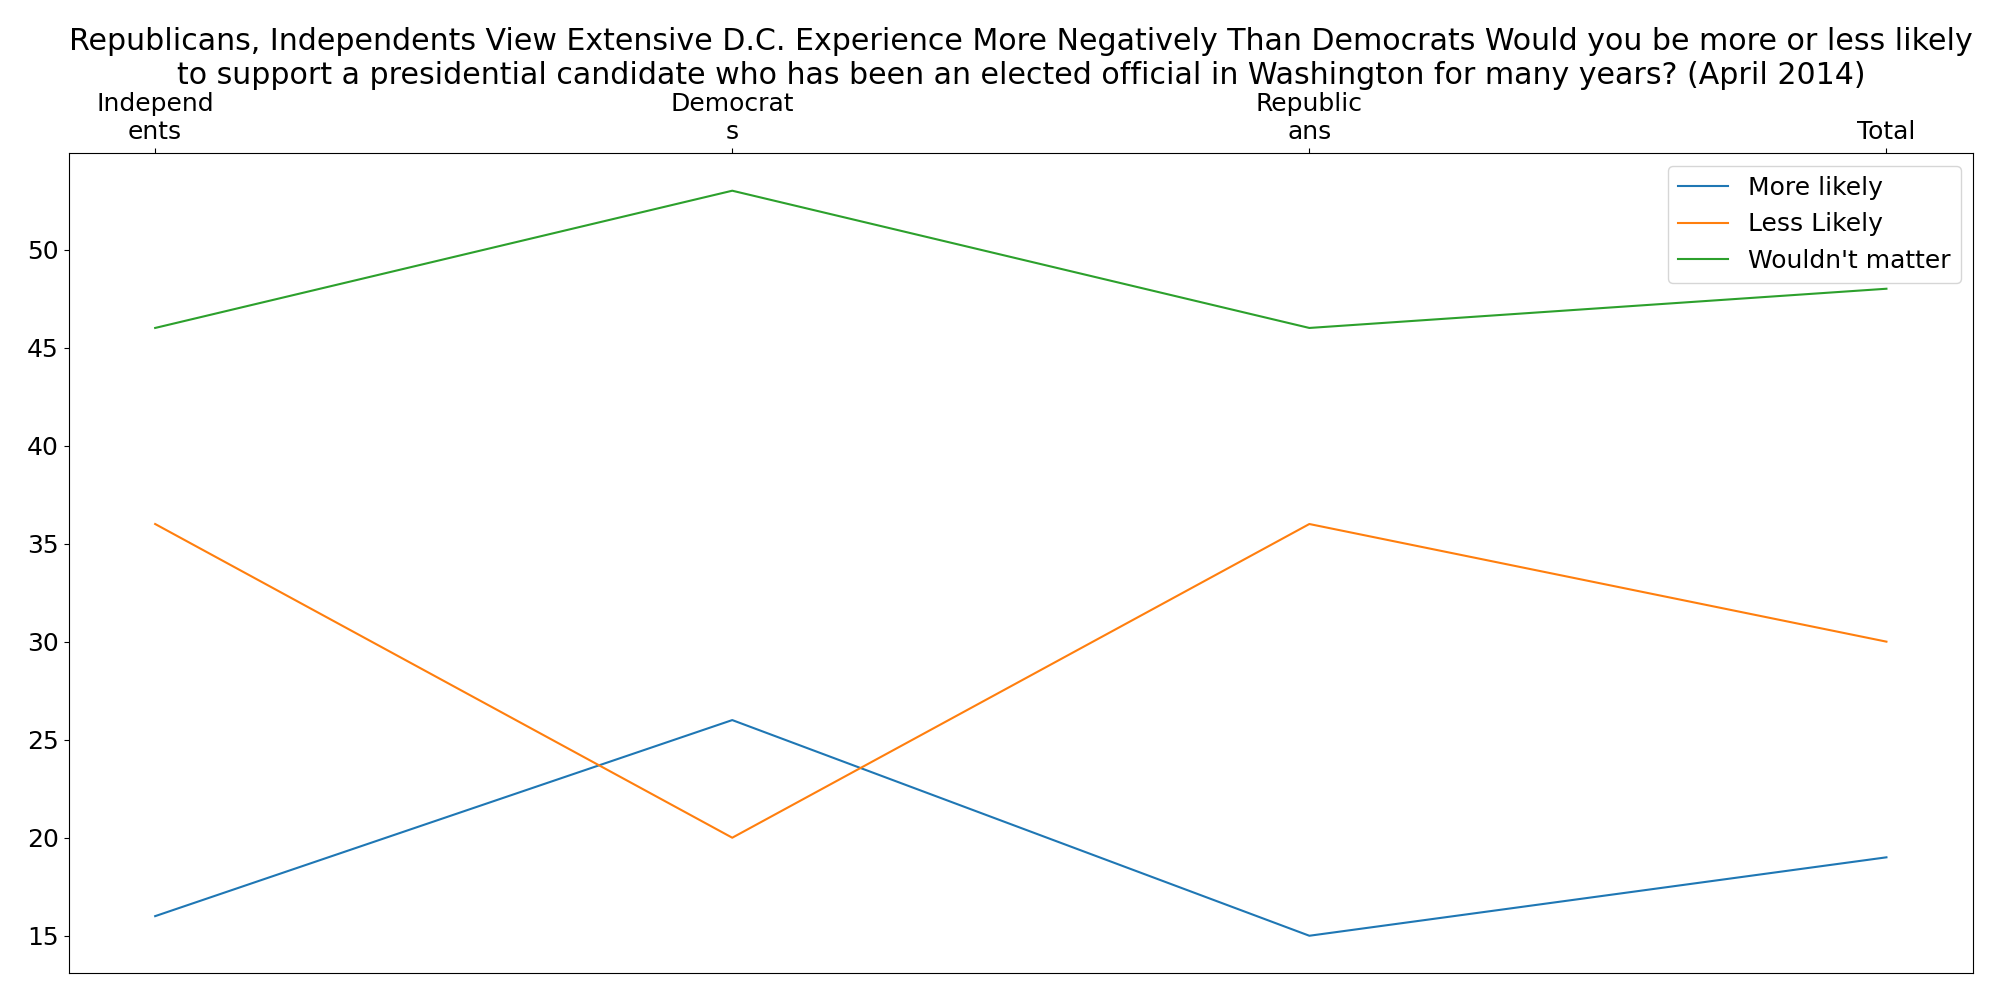 Republicans, Independents View Extensive D.C. Experience More Negatively Than Democrats Would you be more or less likely
to support a presidential candidate who has been an elected official in Washington for many years? (April 2014)
Independ
ents
Democrat
s
Republic
ans
Total
More likely
Less Likely
Wouldn't matter
50
45
40
35
30
25
20
15